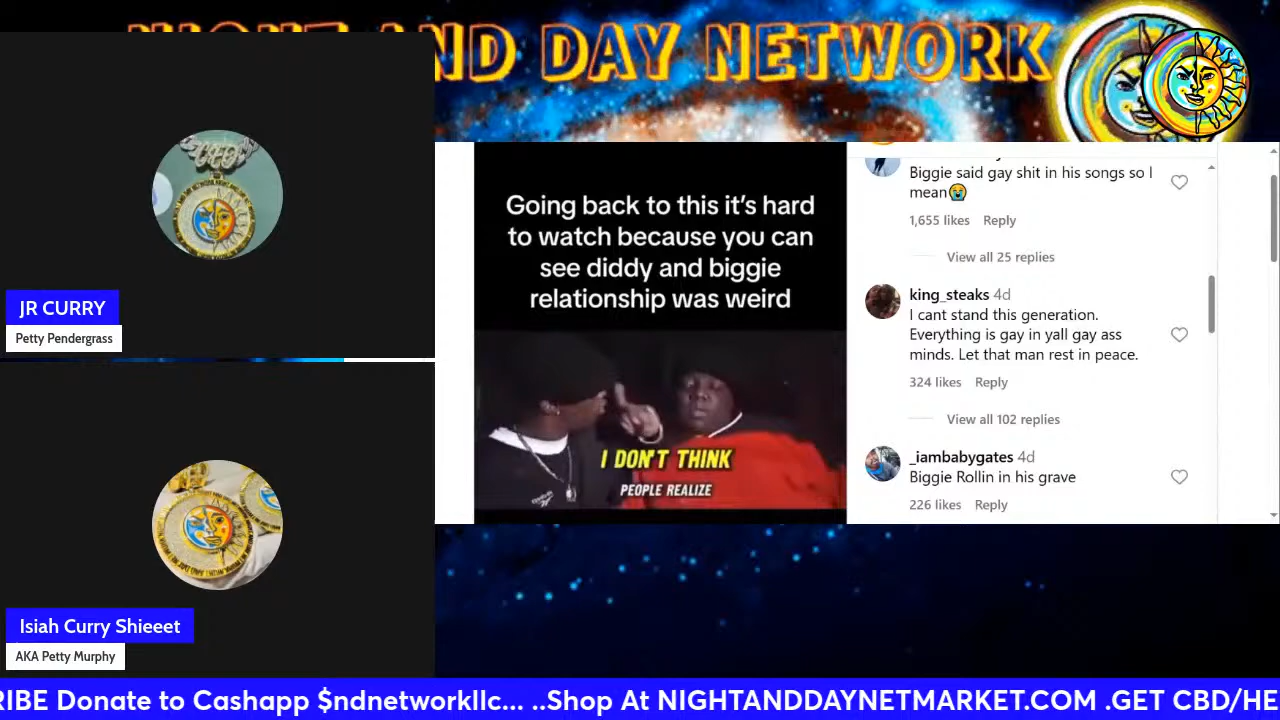 AND DAY NETWORK
JR CURRY
Petty Pendergrass
Isiah Curry Shieeet
AKA Petty Murphy
Going back to this it's hard
to watch because you can
see diddy and biggie
relationship was weird
I DON'T THINK
PEOPLE REALIZE
Biggie said gay shit in his songs so I
mean😭
1,655 likes Reply
View all 25 replies
king_steaks 4d
I cant stand this generation.
Everything is gay in yall gay ass
minds. Let that man rest in peace.
324 likes Reply
View all 102 replies
_iambabygates 4d
Biggie Rollin in his grave
226 likes Reply
RIBE Donate to Cashapp $ndnetworkllc... ..Shop At NIGHTANDDAYNETMARKET.COM .GET CBD/HE